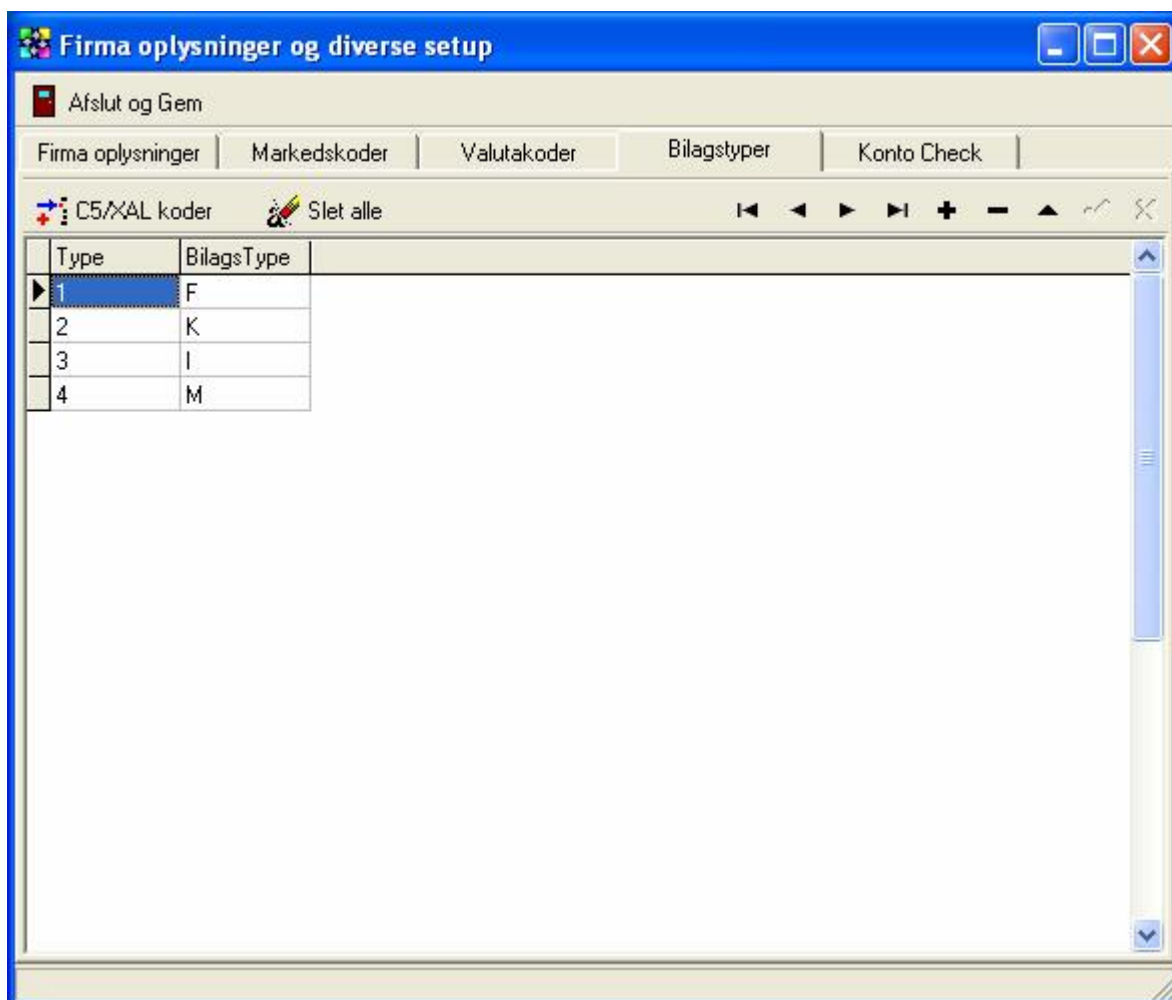 Firma oplysninger og diverse setup
Afslut og Gem
Firma oplysninger Markedskoder Valutakoder Bilagstyper Konto Check
C5/XAL koder Slet alle
Type BilagsType
1 F
2 K
3 I
4 M